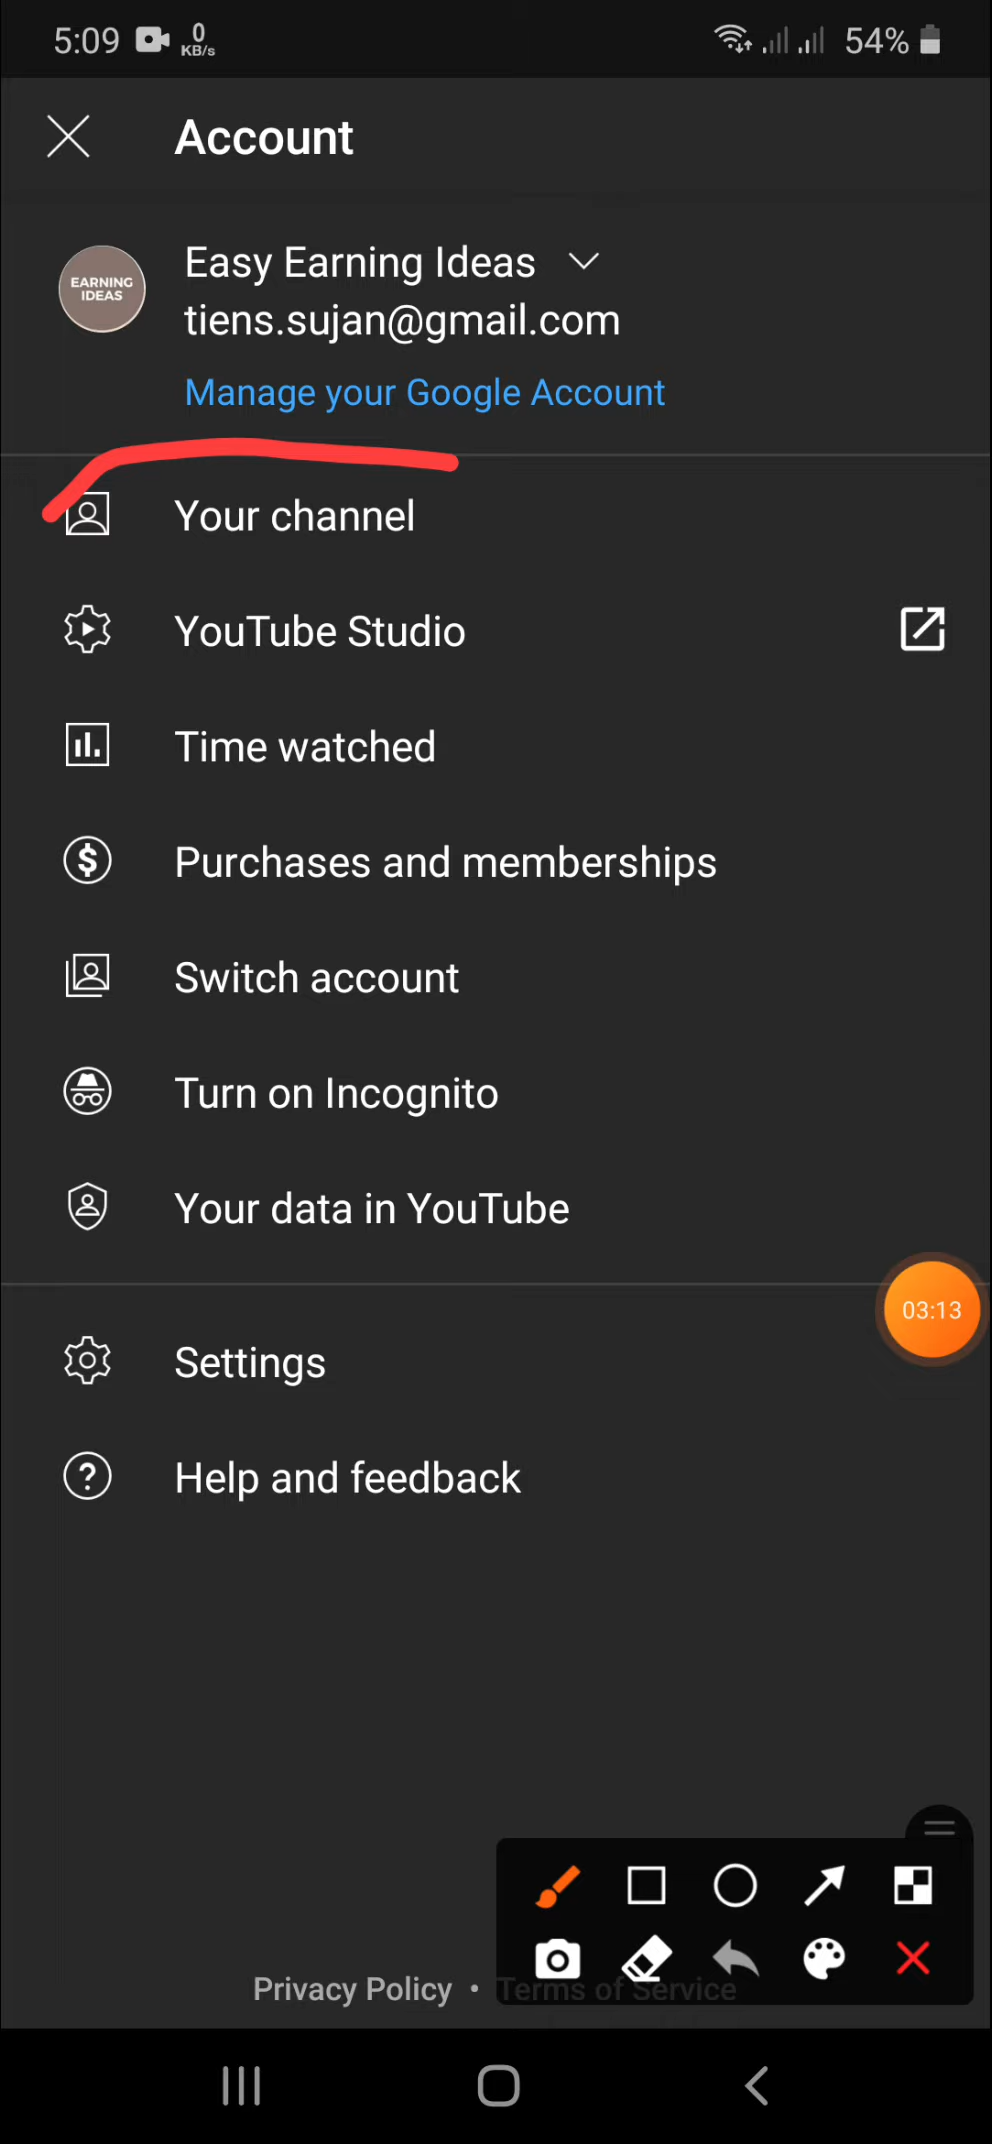 5:09 0 KB/s 54%
Account
EARNING
IDEAS
Easy Earning Ideas
tiens.sujan@gmail.com
Manage your Google Account
Your channel
YouTube Studio
Time watched
Purchases and memberships
Switch account
Turn on Incognito
Your data in YouTube
03:13
Settings
Help and feedback
Privacy Policy • Terms of Service